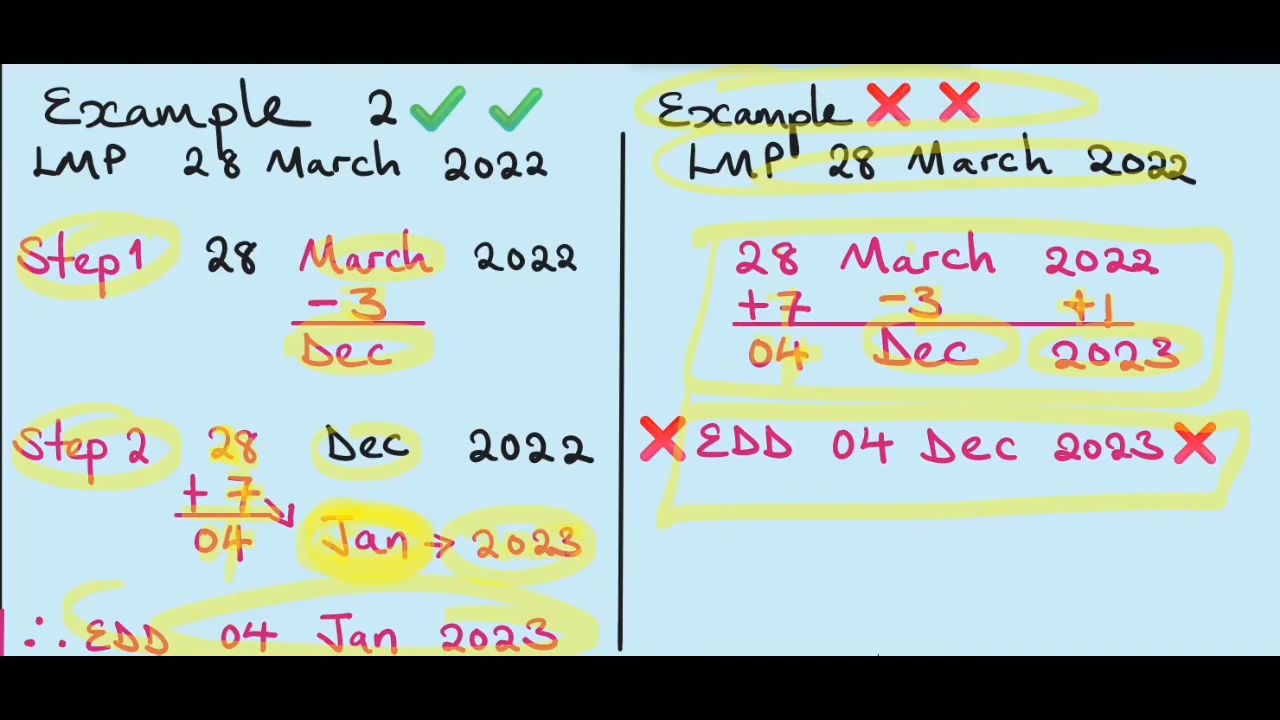 Example 2 ✅ ✅
LMP 28 March 2022
Step 1 28 March 2022
- 3
Dec
Step 2 28 Dec 2022
+ 7
04 Jan → 2023
∴ EDD 04 Jan 2023
Example ❌ ❌
LMP 28 March 2022
28 March 2022
+7 -3 +1
04 Dec 2023
❌ EDD 04 Dec 2023 ❌